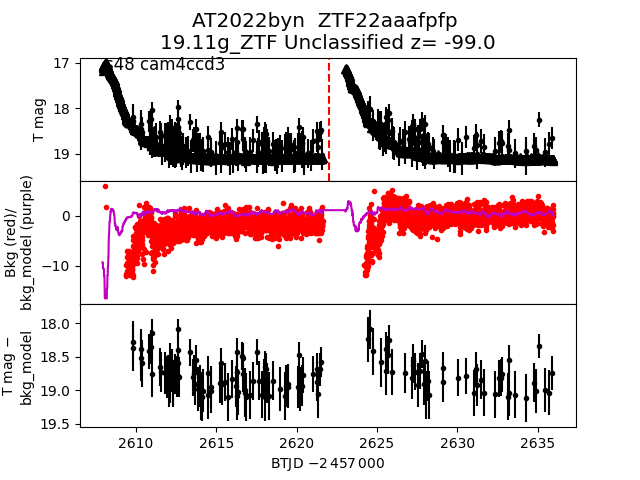 AT2022byn ZTF22aaafpfp
19.11g_ZTF Unclassified z= -99.0
s48 cam4ccd3
17
18
19
T mag
0
−10
Bkg (red)/
bkg_model (purple)
18.0
18.5
19.0
19.5
T mag −
bkg_model
2610 2615 2620 2625 2630 2635
BTJD −2 457 000